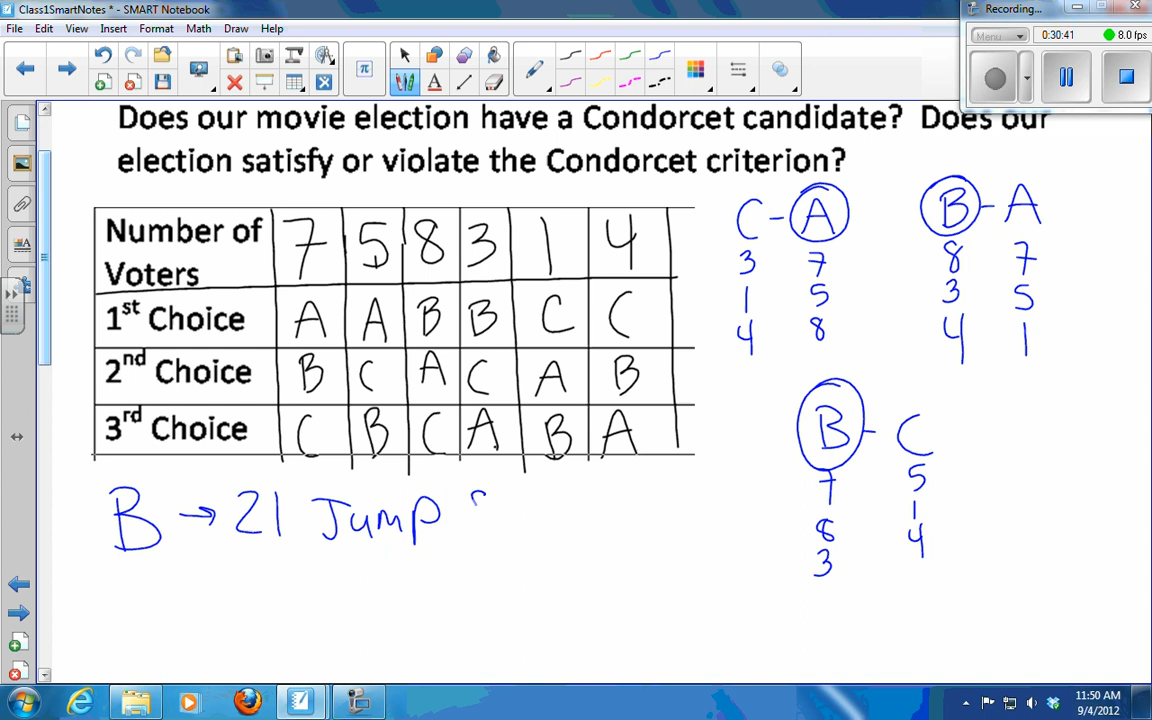 Class1SmartNotes * - SMART Notebook
Recording...
File Edit View Insert Format Math Draw Help
Menu
0:30:41
8.0 fps
Does our movie election have a Condorcet candidate? Does our
election satisfy or violate the Condorcet criterion?
Number of Voters 7 5 8 3 1 4
1st Choice A A B B C C
2nd Choice B C A C A B
3rd Choice C B C A B A
C - A
3 7
1 5
4 8
B - A
8 7
3 5
4 1
B - C
7 5
8 1
3 4
B → 21 Jump
11:50 AM
9/4/2012